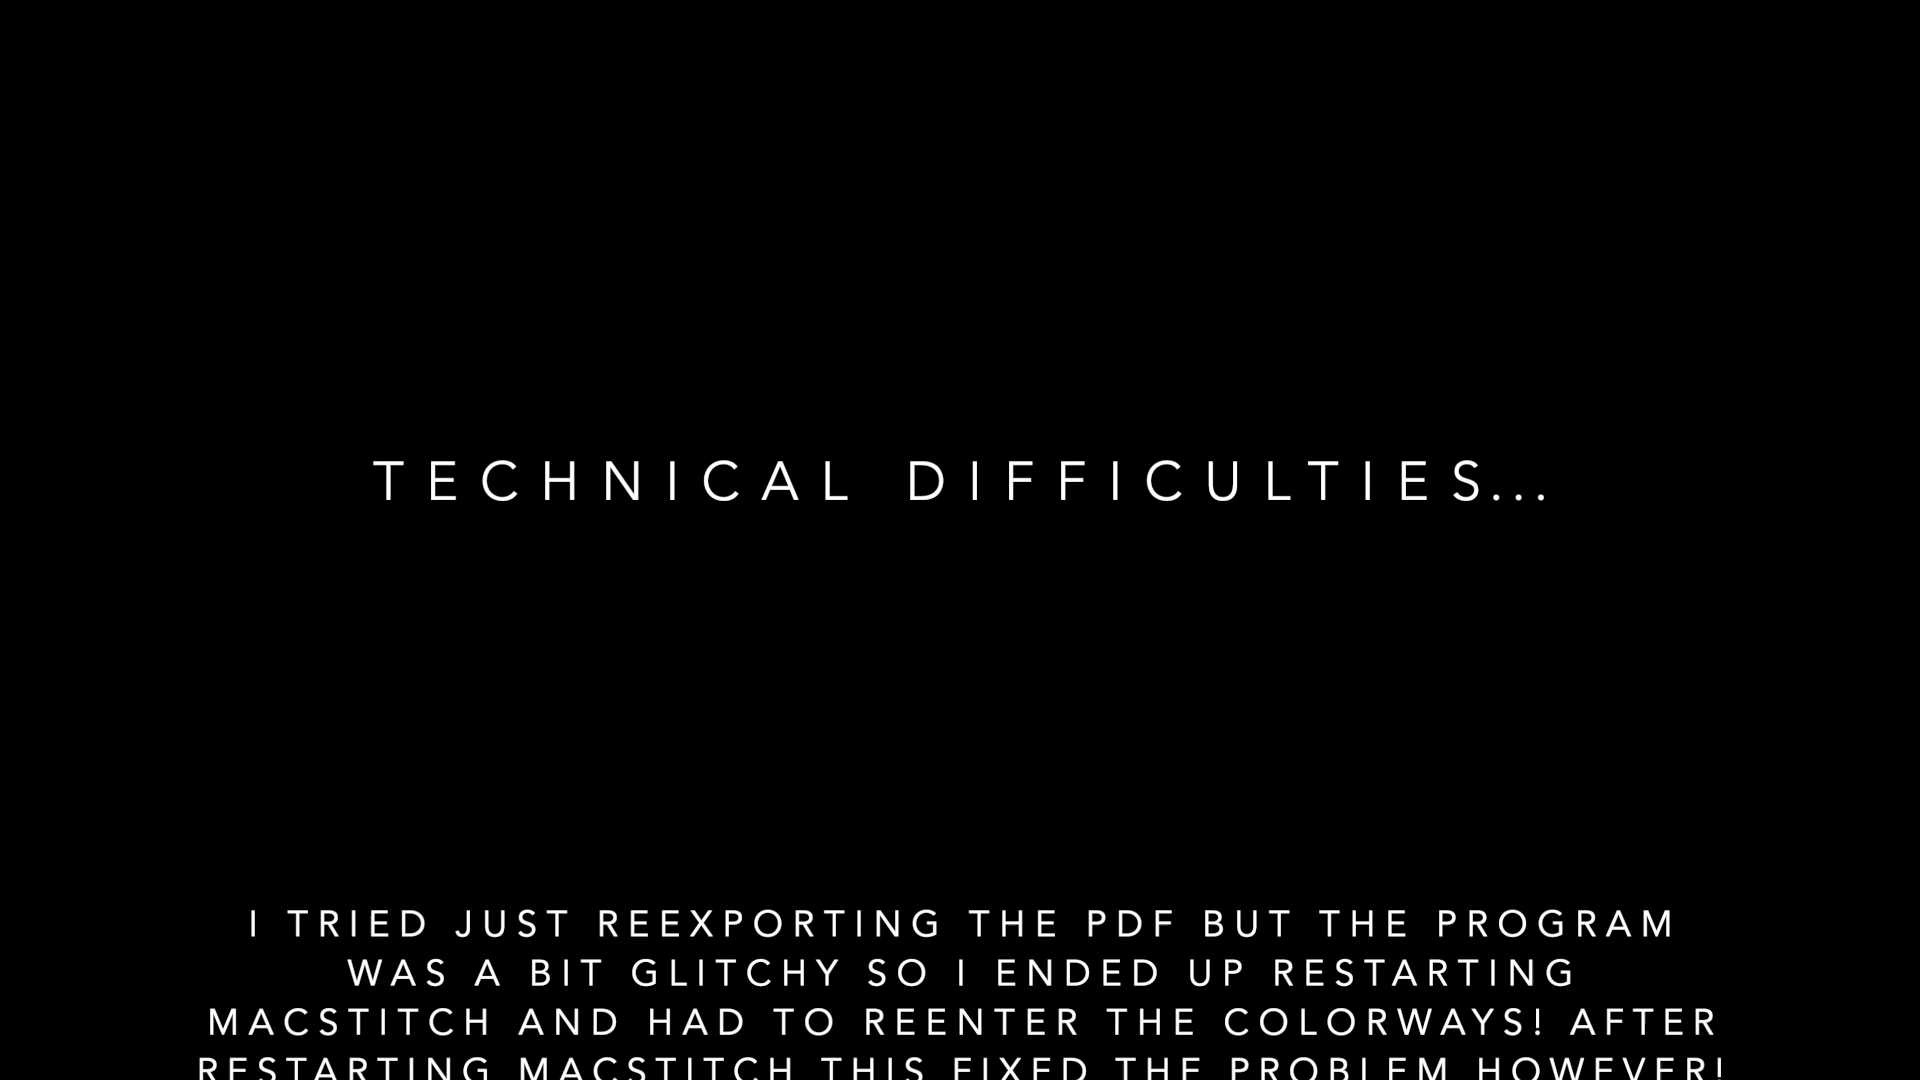 TECHNICAL DIFFICULTIES...
I TRIED JUST REEXPORTING THE PDF BUT THE PROGRAM
WAS A BIT GLITCHY SO I ENDED UP RESTARTING
MACSTITCH AND HAD TO REENTER THE COLORWAYS! AFTER
RESTARTING MACSTITCH THIS FIXED THE PROBLEM HOWEVER!